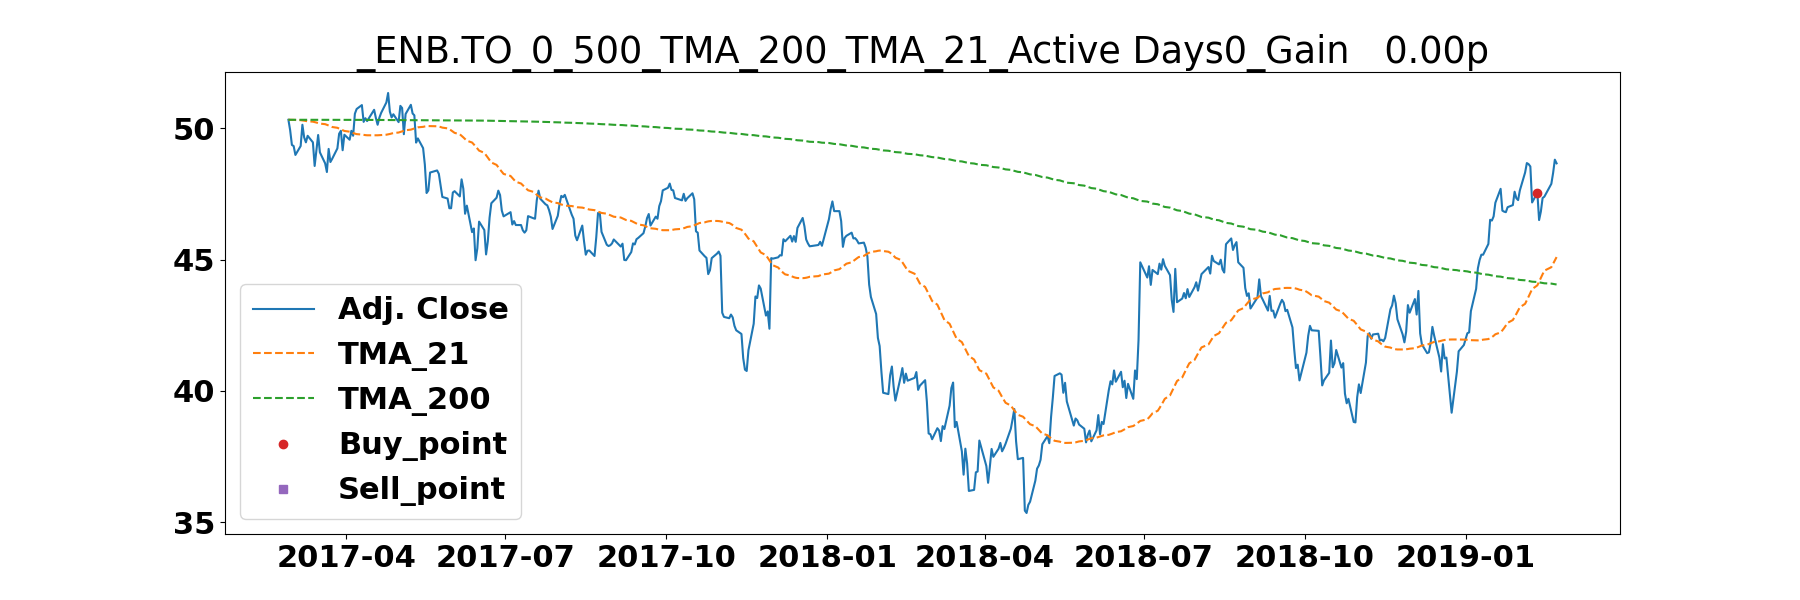 _ENB.TO_0_500_TMA_200_TMA_21_Active Days0_Gain   0.00p
50
45
40
35
Adj. Close
TMA_21
TMA_200
Buy_point
Sell_point
2017-04 2017-07 2017-10 2018-01 2018-04 2018-07 2018-10 2019-01